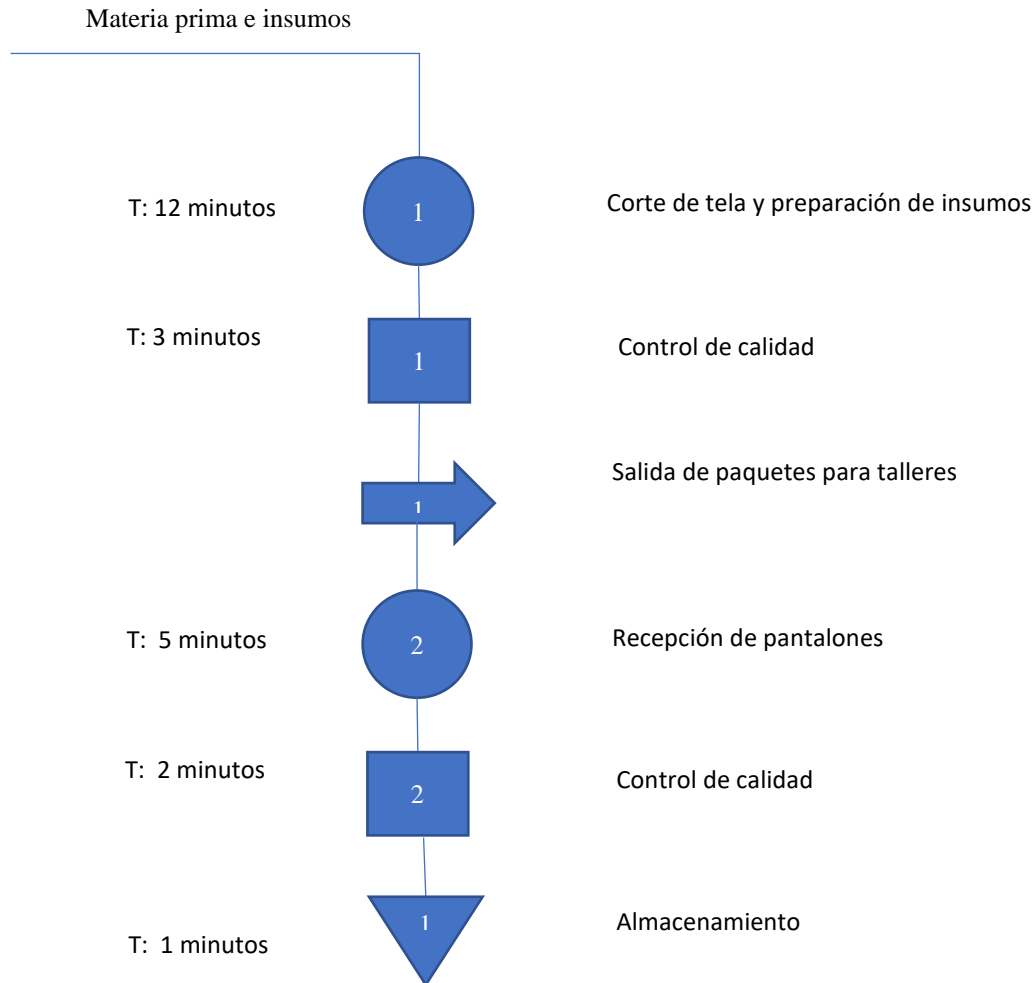 Materia prima e insumos
T: 12 minutos 1 Corte de tela y preparación de insumos
T: 3 minutos 1 Control de calidad
1 Salida de paquetes para talleres
T: 5 minutos 2 Recepción de pantalones
T: 2 minutos 2 Control de calidad
T: 1 minutos 1 Almacenamiento